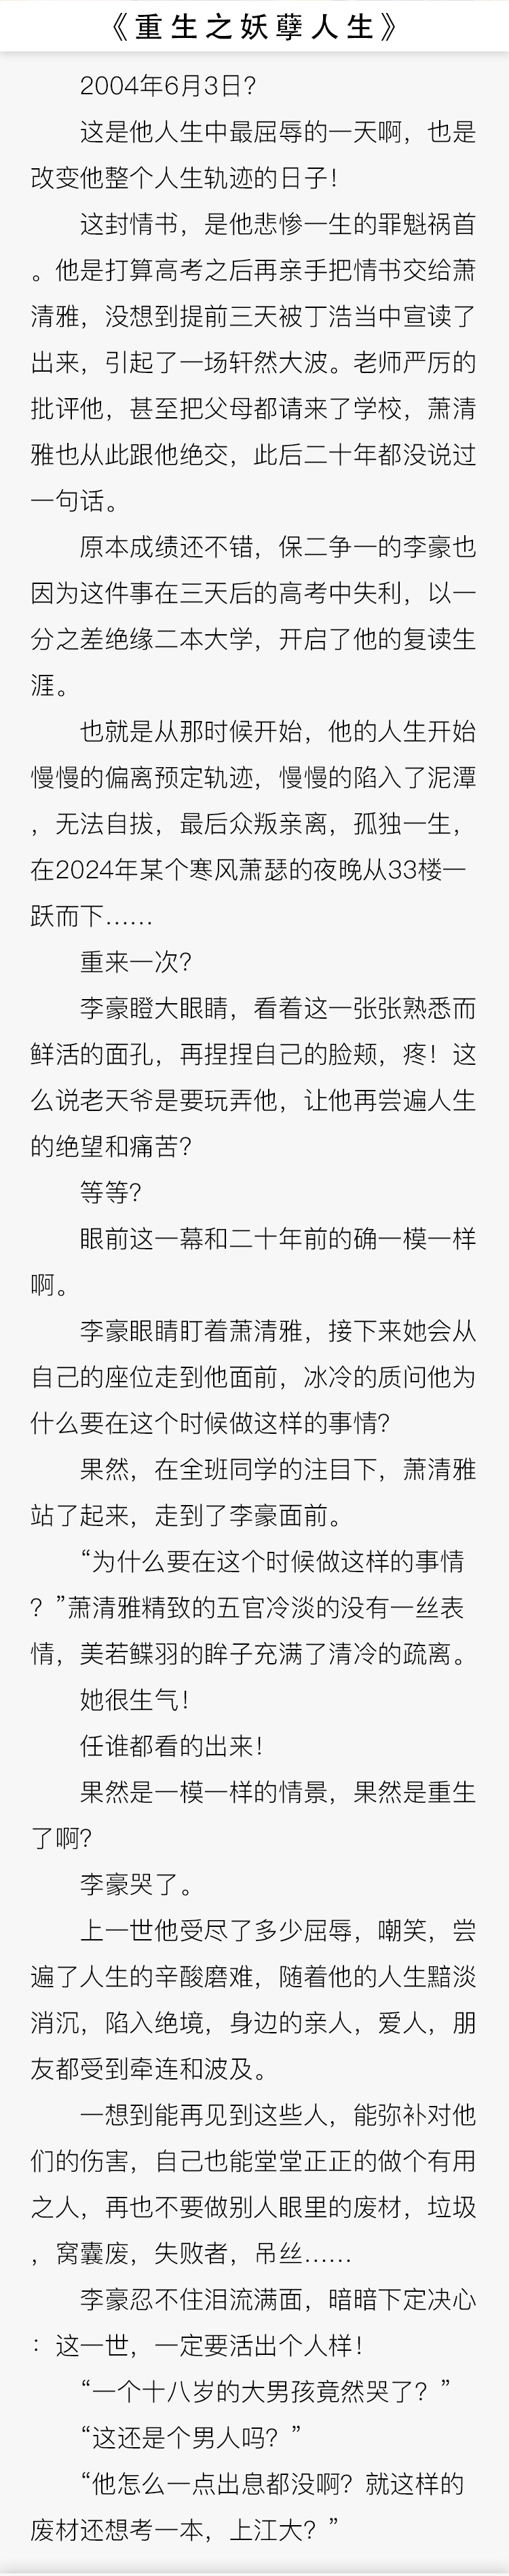 《重生之妖孽人生》
2004年6月3日？
这是他人生中最屈辱的一天啊，也是
改变他整个人生轨迹的日子！
这封情书，是他悲惨一生的罪魁祸首
。他是打算高考之后再亲手把情书交给萧
清雅，没想到提前三天被丁浩当中宣读了
出来，引起了一场轩然大波。老师严厉的
批评他，甚至把父母都请来了学校，萧清
雅也从此跟他绝交，此后二十年都没说过
一句话。
原本成绩还不错，保二争一的李豪也
因为这件事在三天后的高考中失利，以一
分之差绝缘二本大学，开启了他的复读生
涯。
也就是从那时候开始，他的人生开始
慢慢的偏离预定轨迹，慢慢的陷入了泥潭
，无法自拔，最后众叛亲离，孤独一生，
在2024年某个寒风萧瑟的夜晚从33楼一
跃而下……
重来一次？
李豪瞪大眼睛，看着这一张张熟悉而
鲜活的面孔，再捏捏自己的脸颊，疼！这
么说老天爷是要玩弄他，让他再尝遍人生
的绝望和痛苦？
等等？
眼前这一幕和二十年前的确一模一样
啊。
李豪眼睛盯着萧清雅，接下来她会从
自己的座位走到他面前，冰冷的质问他为
什么要在这个时候做这样的事情？
果然，在全班同学的注目下，萧清雅
站了起来，走到了李豪面前。
“为什么要在这个时候做这样的事情
？”萧清雅精致的五官冷淡的没有一丝表
情，美若鲽羽的眸子充满了清冷的疏离。
她很生气！
任谁都看的出来！
果然是一模一样的情景，果然是重生
了啊？
李豪哭了。
上一世他受尽了多少屈辱，嘲笑，尝
遍了人生的辛酸磨难，随着他的人生黯淡
消沉，陷入绝境，身边的亲人，爱人，朋
友都受到牵连和波及。
一想到能再见到这些人，能弥补对他
们的伤害，自己也能堂堂正正的做个有用
之人，再也不要做别人眼里的废材，垃圾
，窝囊废，失败者，吊丝……
李豪忍不住泪流满面，暗暗下定决心
：这一世，一定要活出个人样！
“一个十八岁的大男孩竟然哭了？”
“这还是个男人吗？”
“他怎么一点出息都没啊？就这样的
废材还想考一本，上江大？”